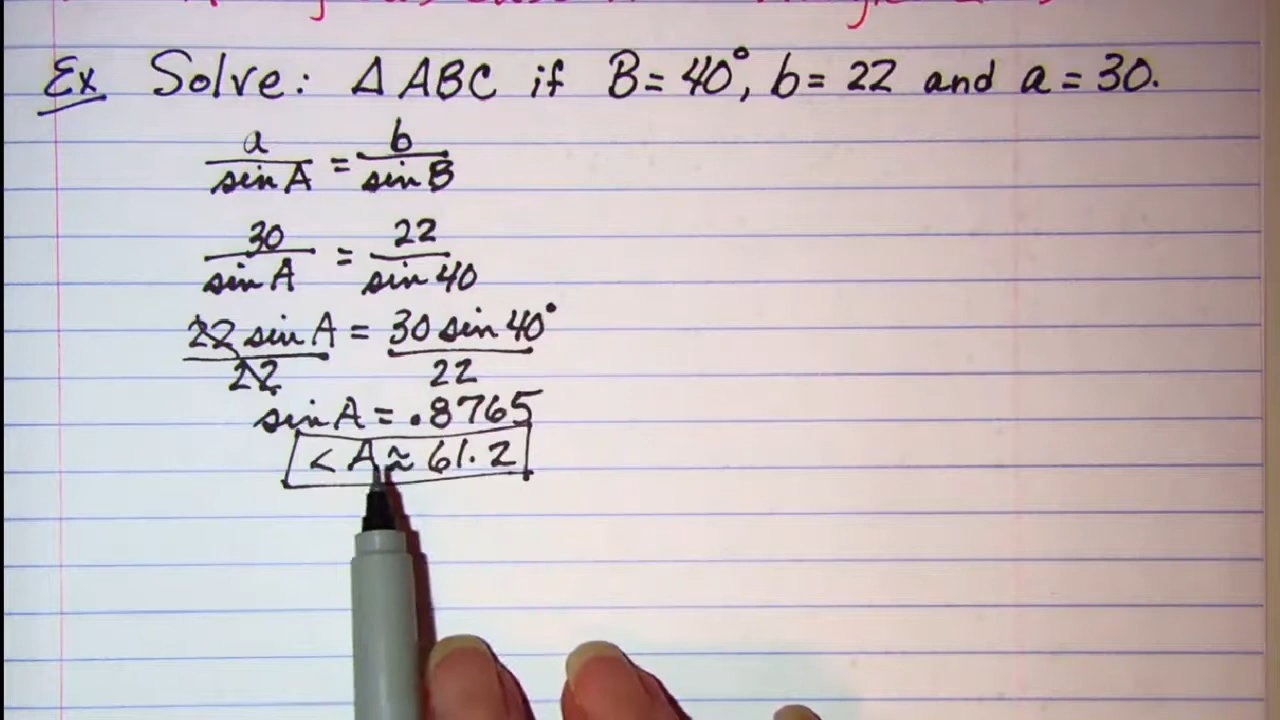 Ex Solve: △ABC if B = 40°, b = 22 and a = 30.
a/sin A = b/sin B
30/sin A = 22/sin 40
22 sin A/22 = 30 sin 40°/22
sin A = .8765
< A ≈ 61.2